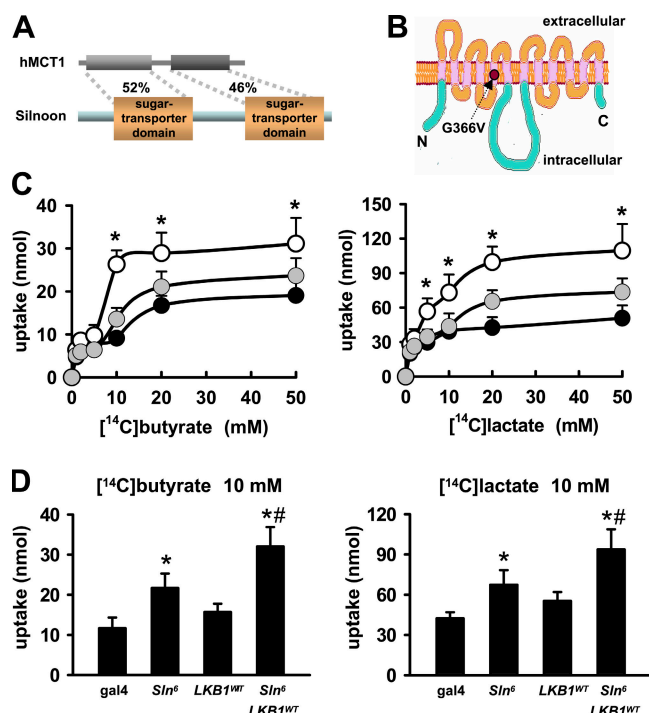 A
hMCT1
52%
46%
Silnoon
sugar-
transporter
domain
sugar-
transporter
domain
B
extracellular
G366V
N
C
intracellular
C
uptake (nmol)
40
30
20
10
0
*
*
*
0 10 20 30 40 50
[¹⁴C]butyrate (mM)
uptake (nmol)
150
120
90
60
30
0
*
*
*
*
0 10 20 30 40 50
[¹⁴C]lactate (mM)
D
[¹⁴C]butyrate 10 mM
uptake (nmol)
40
30
20
10
0
*
*#
gal4 Sln⁶ LKB1ᵂᵀ Sln⁶
LKB1ᵂᵀ
[¹⁴C]lactate 10 mM
uptake (nmol)
120
90
60
30
0
*
*#
gal4 Sln⁶ LKB1ᵂᵀ Sln⁶
LKB1ᵂᵀ